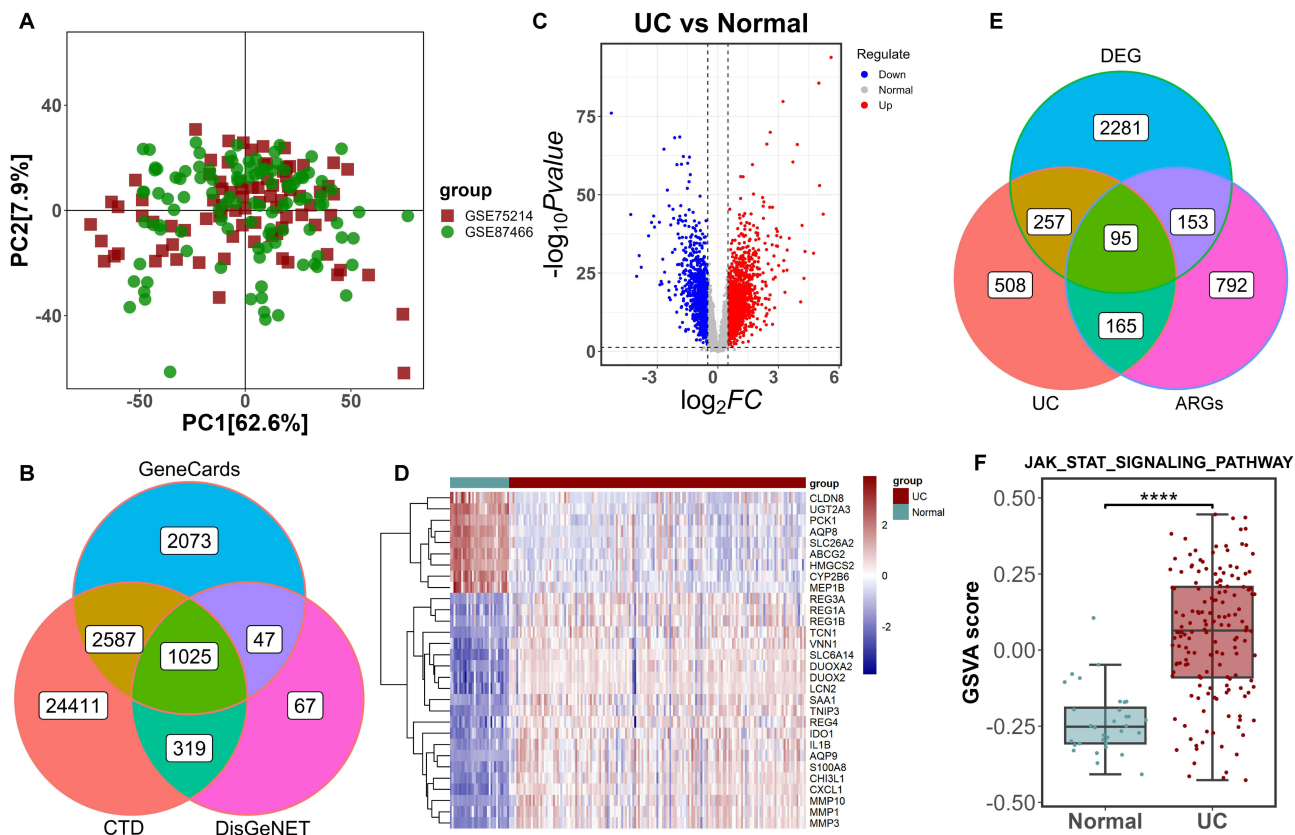 A
40
0
-40
-50
0
50
PC2[7.9%]
PC1[62.6%]
group
GSE75214
GSE87466
C
UC vs Normal
75
50
25
0
-3
0
3
6
-log10Pvalue
log2FC
Regulate
Down
Normal
Up
E
DEG
2281
257
95
153
508
165
792
UC
ARGs
B
GeneCards
2073
2587
1025
47
24411
319
67
CTD
DisGeNET
D
group
CLDN8
UGT2A3
PCK1
AQP8
SLC26A2
ABCG2
HMGCS2
CYP2B6
MEP1B
REG3A
REG1A
REG1B
TCN1
VNN1
SLC6A14
DUOXA2
DUOX2
LCN2
SAA1
TNIP3
REG4
IDO1
IL1B
AQP9
S100A8
CHI3L1
CXCL1
MMP10
MMP1
MMP3
2
0
-2
group
UC
Normal
F
JAK_STAT_SIGNALING_PATHWAY
****
0.50
0.25
0.00
-0.25
-0.50
GSVA score
Normal
UC